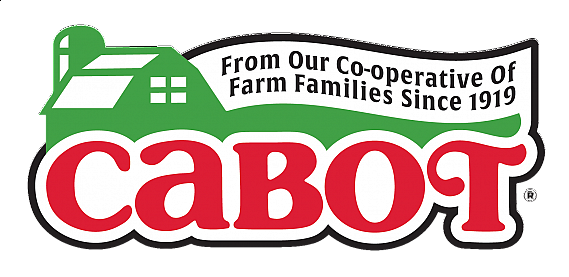 From Our Co-operative Of
Farm Families Since 1919
CaBOT
®